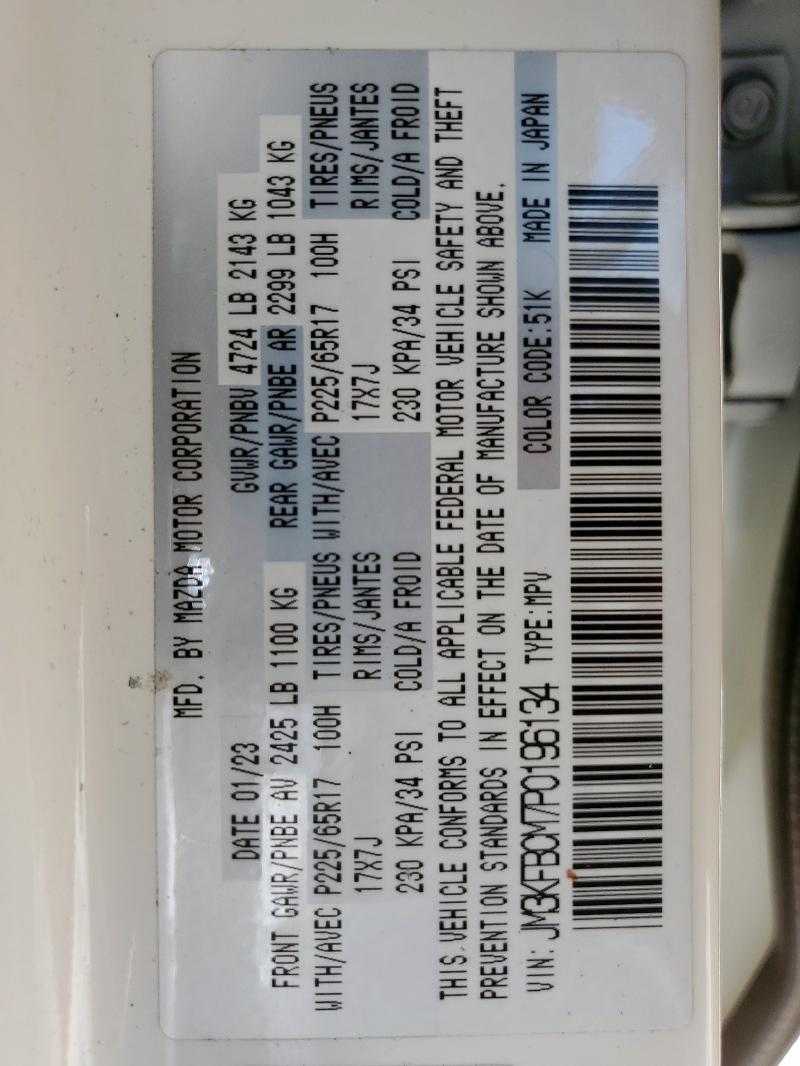 MFD. BY MAZDA MOTOR CORPORATION
DATE 01/23 GVWR/PNBV 4724 LB 2143 KG
FRONT GAWR/PNBE AV 2425 LB 1100 KG REAR GAWR/PNBE AR 2299 LB 1043 KG
WITH/AVEC P225/65R17 100H TIRES/PNEUS WITH/AVEC P225/65R17 100H TIRES/PNEUS
17X7J RIMS/JANTES 17X7J RIMS/JANTES
230 KPA/34 PSI COLD/A FROID 230 KPA/34 PSI COLD/A FROID
THIS VEHICLE CONFORMS TO ALL APPLICABLE FEDERAL MOTOR VEHICLE SAFETY AND THEFT
PREVENTION STANDARDS IN EFFECT ON THE DATE OF MANUFACTURE SHOWN ABOVE.
VIN: JM3KFBCM7P0196134 TYPE:MPV COLOR CODE:51K MADE IN JAPAN